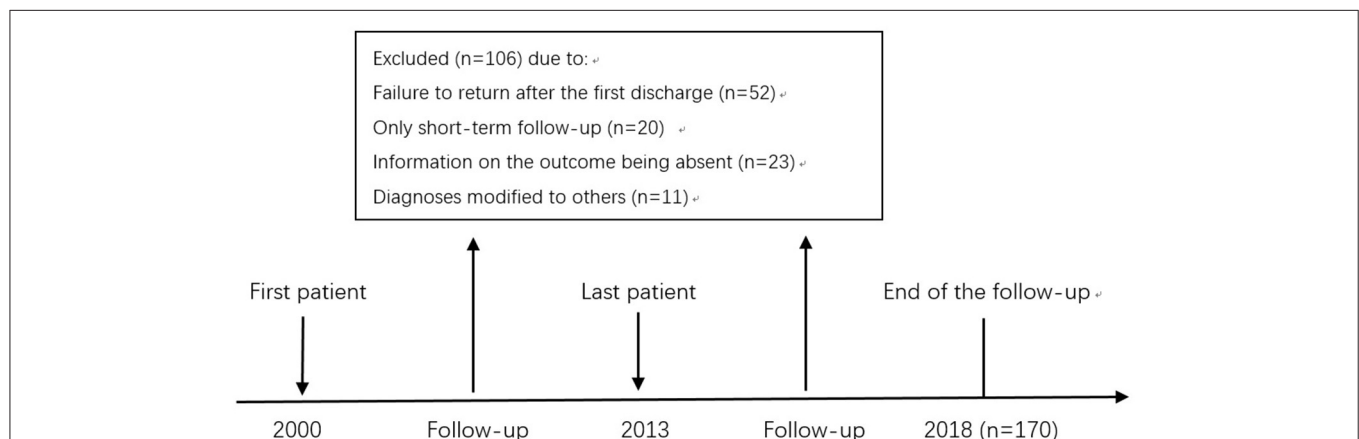 Excluded (n=106) due to:
Failure to return after the first discharge (n=52)
Only short-term follow-up (n=20)
Information on the outcome being absent (n=23)
Diagnoses modified to others (n=11)
First patient
Last patient
End of the follow-up
2000
Follow-up
2013
Follow-up
2018 (n=170)